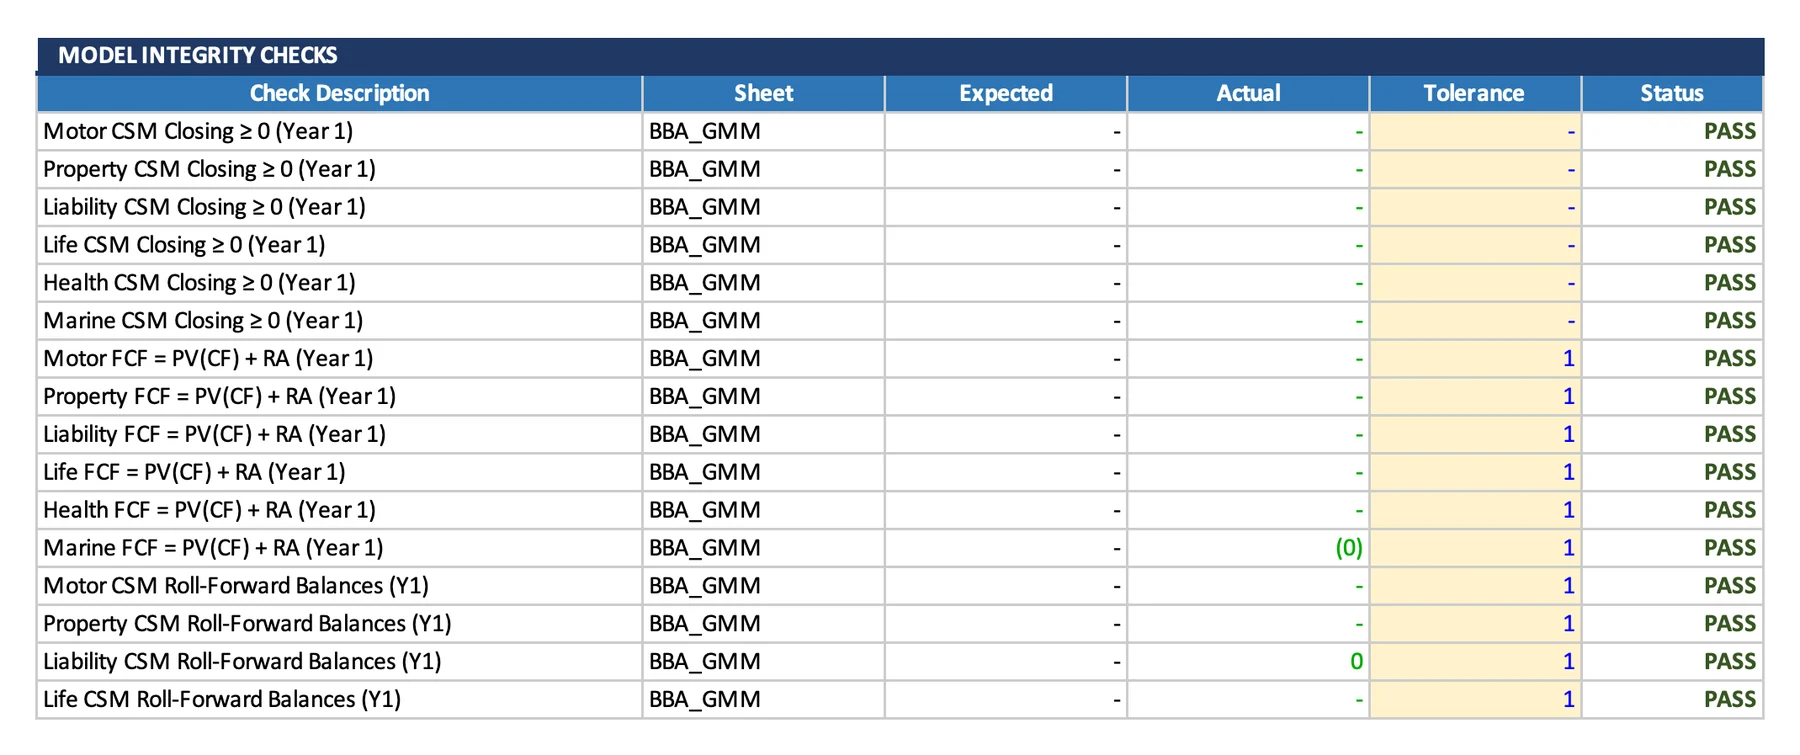 MODEL INTEGRITY CHECKS
Check Description Sheet Expected Actual Tolerance Status
Motor CSM Closing ≥ 0 (Year 1) BBA_GMM - - - PASS
Property CSM Closing ≥ 0 (Year 1) BBA_GMM - - - PASS
Liability CSM Closing ≥ 0 (Year 1) BBA_GMM - - - PASS
Life CSM Closing ≥ 0 (Year 1) BBA_GMM - - - PASS
Health CSM Closing ≥ 0 (Year 1) BBA_GMM - - - PASS
Marine CSM Closing ≥ 0 (Year 1) BBA_GMM - - - PASS
Motor FCF = PV(CF) + RA (Year 1) BBA_GMM - - 1 PASS
Property FCF = PV(CF) + RA (Year 1) BBA_GMM - - 1 PASS
Liability FCF = PV(CF) + RA (Year 1) BBA_GMM - - 1 PASS
Life FCF = PV(CF) + RA (Year 1) BBA_GMM - - 1 PASS
Health FCF = PV(CF) + RA (Year 1) BBA_GMM - - 1 PASS
Marine FCF = PV(CF) + RA (Year 1) BBA_GMM - (0) 1 PASS
Motor CSM Roll-Forward Balances (Y1) BBA_GMM - - 1 PASS
Property CSM Roll-Forward Balances (Y1) BBA_GMM - - 1 PASS
Liability CSM Roll-Forward Balances (Y1) BBA_GMM - 0 1 PASS
Life CSM Roll-Forward Balances (Y1) BBA_GMM - - 1 PASS